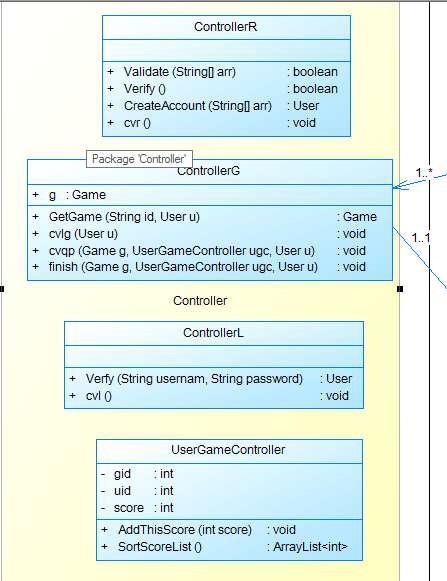 ControllerR
+ Validate (String[] arr) : boolean
+ Verify () : boolean
+ CreateAccount (String[] arr) : User
+ cvr () : void
Package 'Controller'
ControllerG
+ g : Game
1..*
+ GetGame (String id, User u) : Game
+ cvlg (User u) : void
1..1
+ cvqp (Game g, UserGameController ugc, User u) : void
+ finish (Game g, UserGameController ugc, User u) : void
Controller
ControllerL
+ Verfy (String usernam, String password) : User
+ cvl () : void
UserGameController
- gid : int
- uid : int
- score : int
+ AddThisScore (int score) : void
+ SortScoreList () : ArrayList<int>